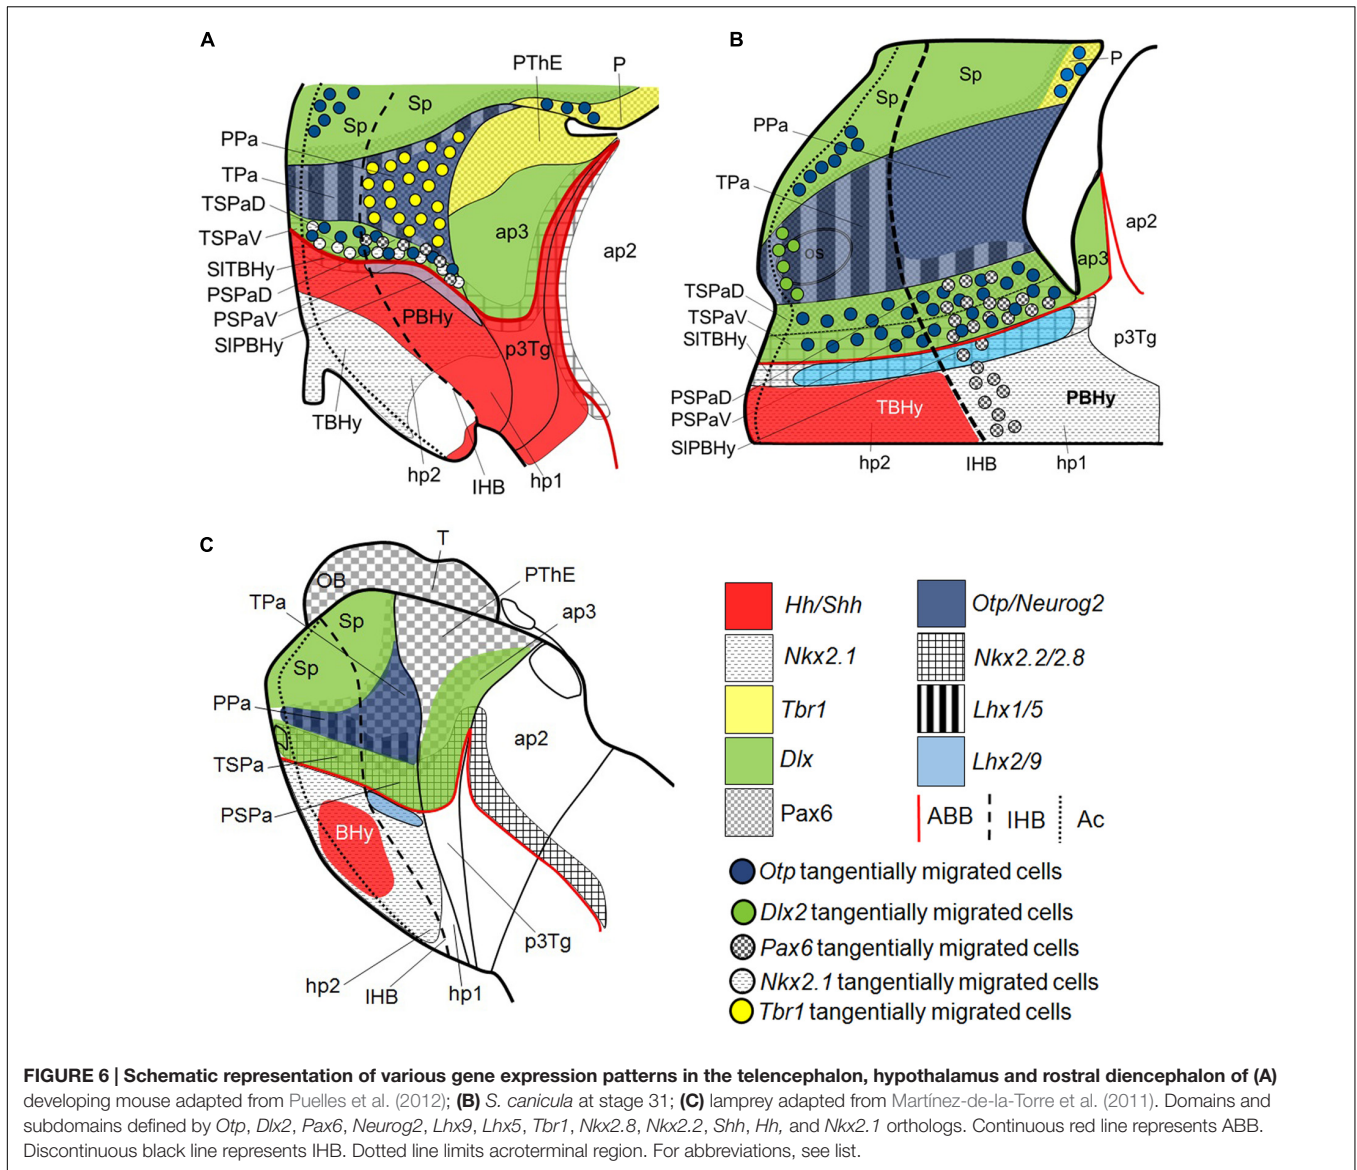 A
PThE
P
Sp
Sp
PPa
TPa
TSPaD
TSPaV
SlTBHy
PSPaD
PSPaV
SlPBHy
ap3
ap2
PBHy
p3Tg
TBHy
hp2
IHB
hp1
B
P
Sp
Sp
PPa
TPa
os
ap2
ap3
TSPaD
TSPaV
SlTBHy
p3Tg
PSPaD
PSPaV
SlPBHy
TBHy
PBHy
hp2
IHB
hp1
C
T
OB
PThE
TPa
ap3
Sp
Sp
PPa
ap2
TSPa
PSPa
BHy
p3Tg
hp2
IHB
hp1
Hh/Shh
Otp/Neurog2
Nkx2.1
Nkx2.2/2.8
Tbr1
Lhx1/5
Dlx
Lhx2/9
Pax6
ABB
IHB
Ac
Otp tangentially migrated cells
Dlx2 tangentially migrated cells
Pax6 tangentially migrated cells
Nkx2.1 tangentially migrated cells
Tbr1 tangentially migrated cells
FIGURE 6 | Schematic representation of various gene expression patterns in the telencephalon, hypothalamus and rostral diencephalon of (A)
developing mouse adapted from Puelles et al. (2012); (B) S. canicula at stage 31; (C) lamprey adapted from Martínez-de-la-Torre et al. (2011). Domains and
subdomains defined by Otp, Dlx2, Pax6, Neurog2, Lhx9, Lhx5, Tbr1, Nkx2.8, Nkx2.2, Shh, Hh, and Nkx2.1 orthologs. Continuous red line represents ABB.
Discontinuous black line represents IHB. Dotted line limits acroterminal region. For abbreviations, see list.